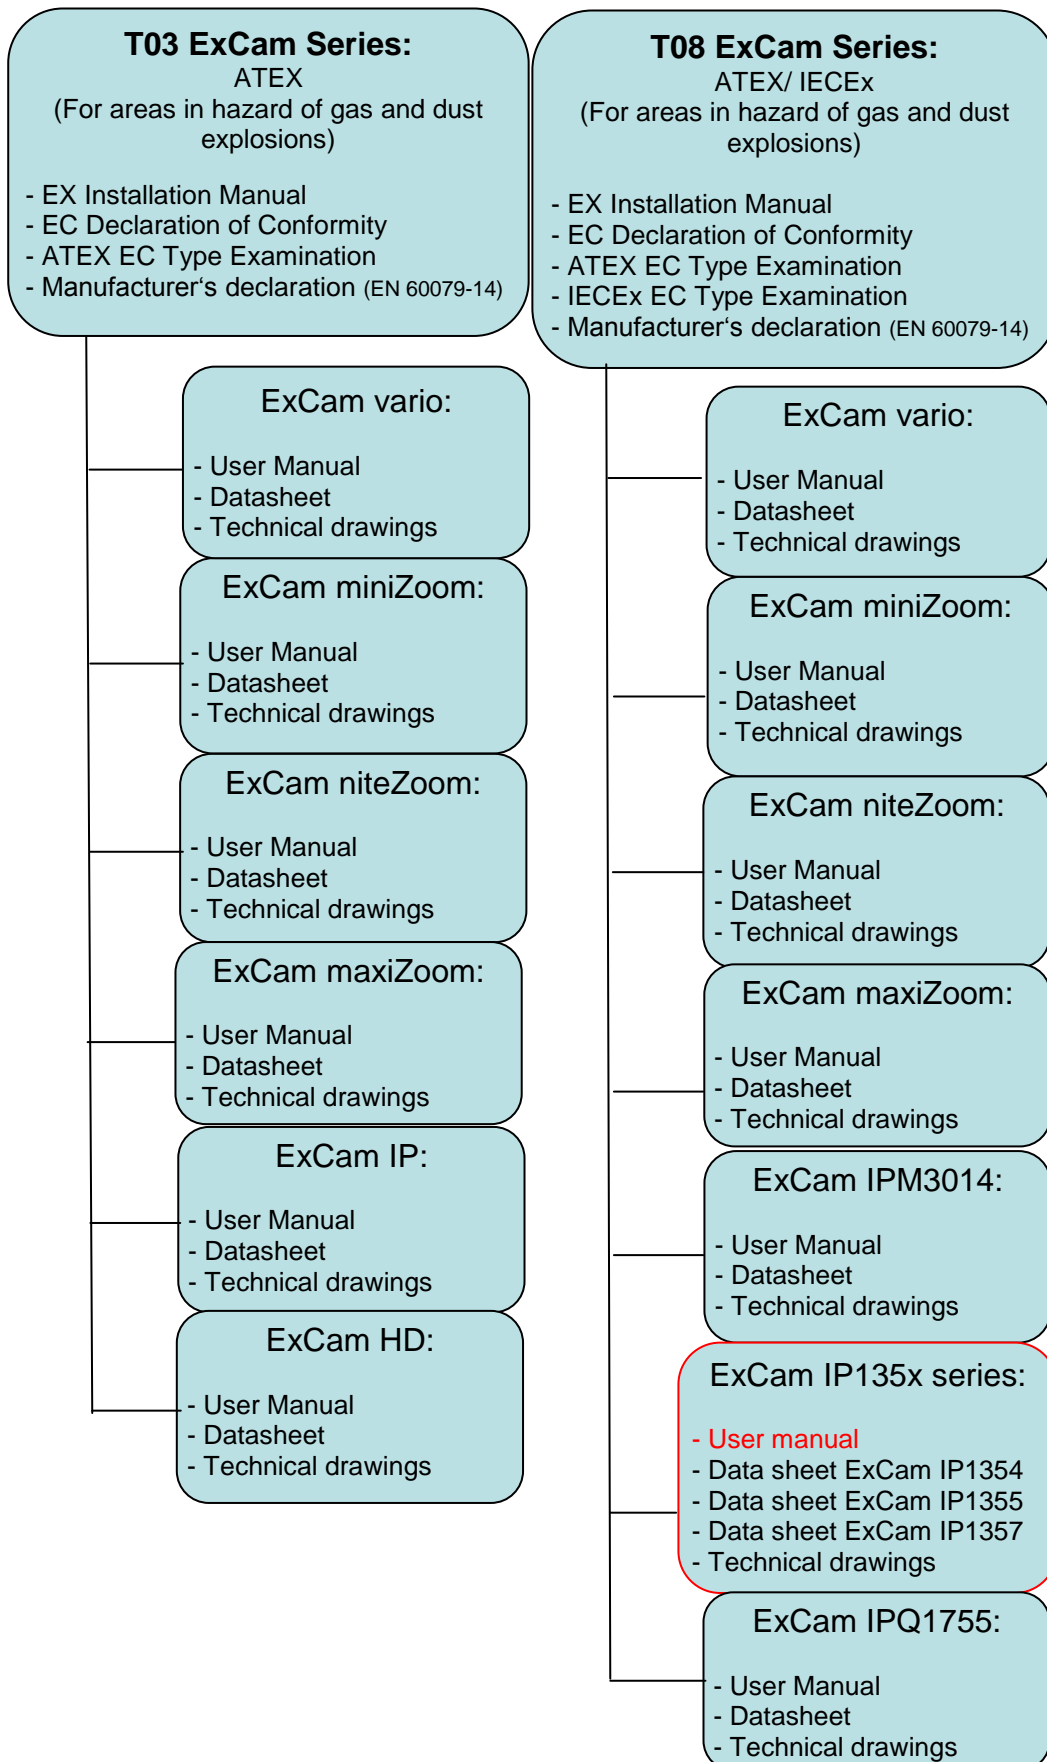 T03 ExCam Series:
ATEX
(For areas in hazard of gas and dust
explosions)
- EX Installation Manual
- EC Declaration of Conformity
- ATEX EC Type Examination
- Manufacturer‘s declaration (EN 60079-14)
ExCam vario:
- User Manual
- Datasheet
- Technical drawings
ExCam miniZoom:
- User Manual
- Datasheet
- Technical drawings
ExCam niteZoom:
- User Manual
- Datasheet
- Technical drawings
ExCam maxiZoom:
- User Manual
- Datasheet
- Technical drawings
ExCam IP:
- User Manual
- Datasheet
- Technical drawings
ExCam HD:
- User Manual
- Datasheet
- Technical drawings
T08 ExCam Series:
ATEX/ IECEx
(For areas in hazard of gas and dust
explosions)
- EX Installation Manual
- EC Declaration of Conformity
- ATEX EC Type Examination
- IECEx EC Type Examination
- Manufacturer‘s declaration (EN 60079-14)
ExCam vario:
- User Manual
- Datasheet
- Technical drawings
ExCam miniZoom:
- User Manual
- Datasheet
- Technical drawings
ExCam niteZoom:
- User Manual
- Datasheet
- Technical drawings
ExCam maxiZoom:
- User Manual
- Datasheet
- Technical drawings
ExCam IPM3014:
- User Manual
- Datasheet
- Technical drawings
ExCam IP135x series:
- User manual
- Data sheet ExCam IP1354
- Data sheet ExCam IP1355
- Data sheet ExCam IP1357
- Technical drawings
ExCam IPQ1755:
- User Manual
- Datasheet
- Technical drawings